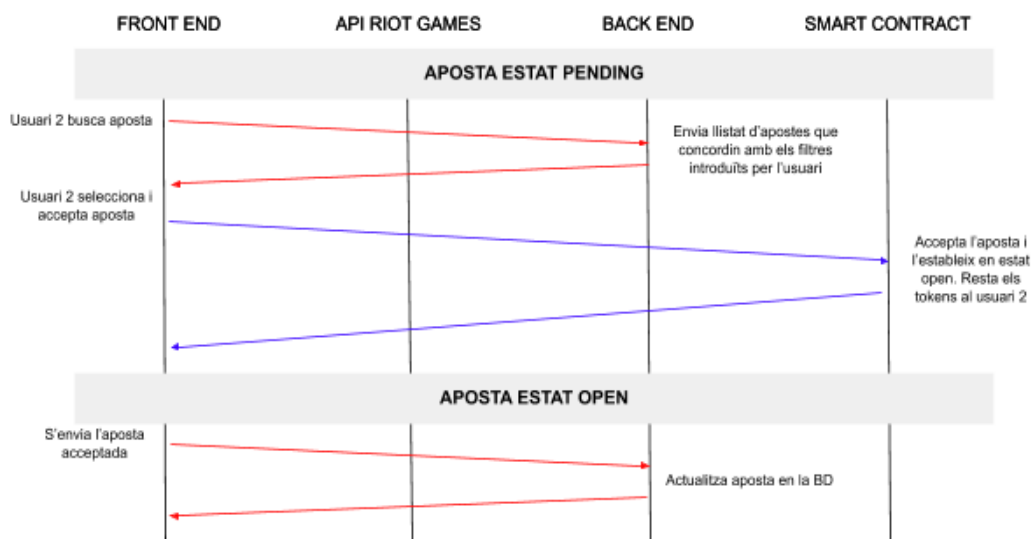 FRONT END
API RIOT GAMES
BACK END
SMART CONTRACT
APOSTA ESTAT PENDING
Usuari 2 busca aposta
Envia llistat d'apostes que
concordin amb els filtres
introduïts per l'usuari
Usuari 2 selecciona i
accepta aposta
Accepta l'aposta i
l'estableix en estat
open. Resta els
tokens al usuari 2
APOSTA ESTAT OPEN
S'envia l'aposta
acceptada
Actualitza aposta en la BD